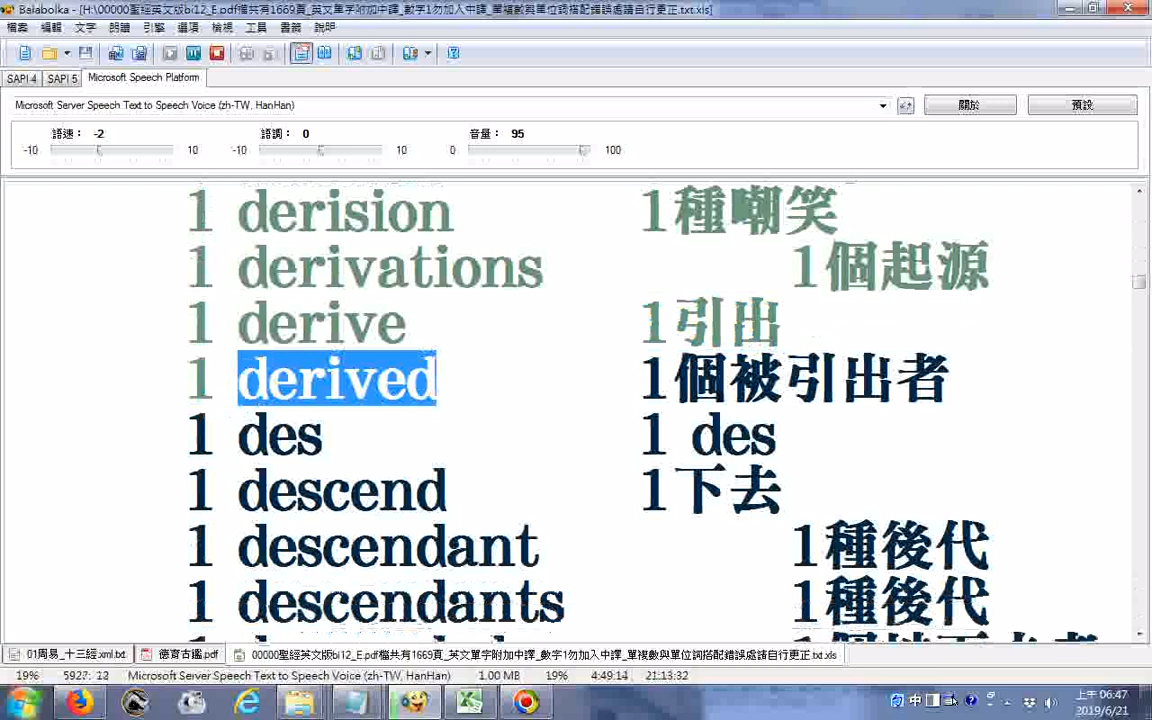 Balabolka - [H:\00000聖經英文版bi12_E.pdf檔共有1669頁_英文單字附加中譯_數字1勿加入中譯_單複數與單位詞搭配錯誤處請自行更正.txt.xls]
檔案 編輯 文字 朗讀 引擎 選項 檢視 工具 書籤 說明
SAPI 4 SAPI 5 Microsoft Speech Platform
Microsoft Server Speech Text to Speech Voice (zh-TW, HanHan) 關於 預設
語速： -2 語調： 0 音量： 95
-10 10 -10 10 0 100
1 derision 1種嘲笑
1 derivations 1個起源
1 derive 1引出
1 derived 1個被引出者
1 des 1 des
1 descend 1下去
1 descendant 1種後代
1 descendants 1種後代
01周易_十三經.xml.txt 德育古鑑.pdf 00000聖經英文版bi12_E.pdf檔共有1669頁_英文單字附加中譯_數字1勿加入中譯_單複數與單位詞搭配錯誤處請自行更正.txt.xls
19% 5927: 13 Microsoft Server Speech Text to Speech Voice (zh-TW, HanHan) 1.00 MB 4:49:14 21:13:32
中 上午 06:47
2019/6/21